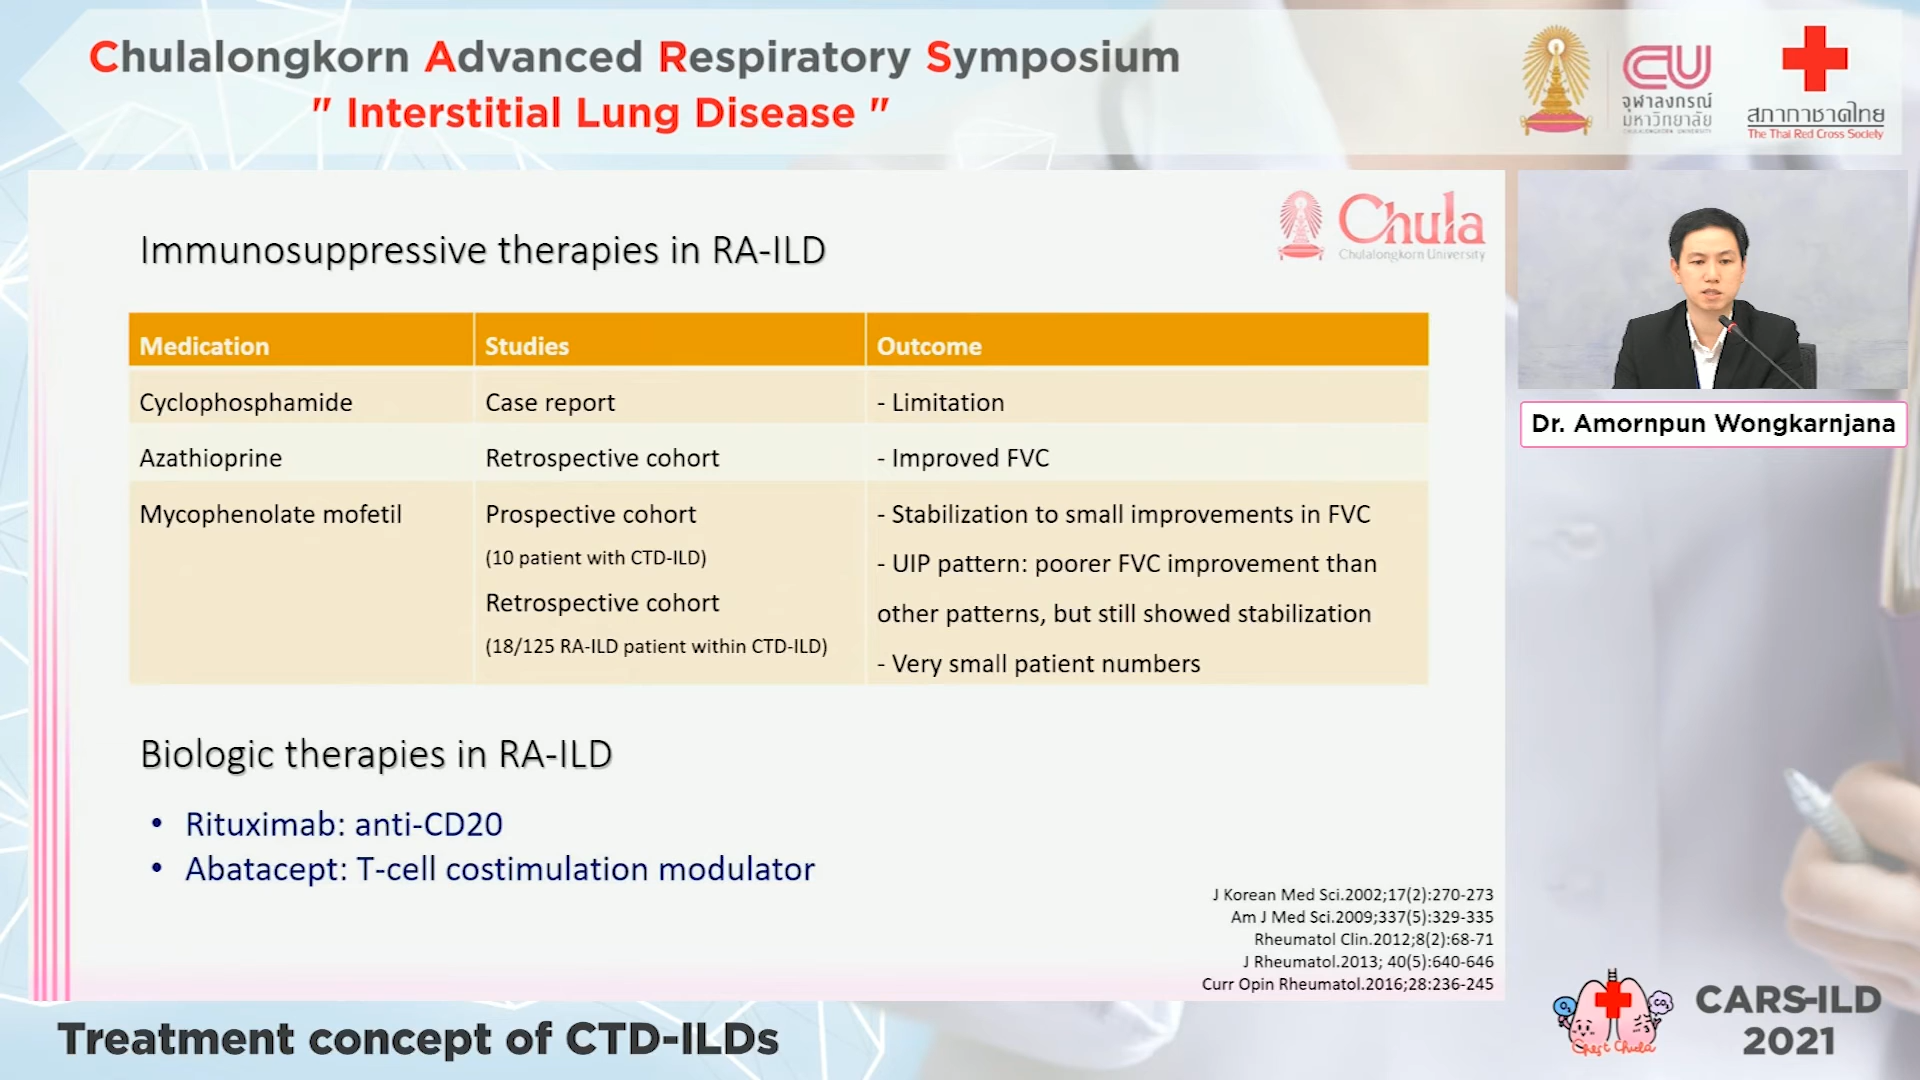 Chulalongkorn Advanced Respiratory Symposium
" Interstitial Lung Disease "
CU
จุฬาลงกรณ์
มหาวิทยาลัย
CHULALONGKORN UNIVERSITY
สภากาชาดไทย
The Thai Red Cross Society
Chula
Chulalongkorn University
Immunosuppressive therapies in RA-ILD
Medication Studies Outcome
Cyclophosphamide Case report - Limitation
Azathioprine Retrospective cohort - Improved FVC
Mycophenolate mofetil Prospective cohort - Stabilization to small improvements in FVC
(10 patient with CTD-ILD) - UIP pattern: poorer FVC improvement than
Retrospective cohort other patterns, but still showed stabilization
(18/125 RA-ILD patient within CTD-ILD) - Very small patient numbers
Biologic therapies in RA-ILD
• Rituximab: anti-CD20
• Abatacept: T-cell costimulation modulator
J Korean Med Sci.2002;17(2):270-273
Am J Med Sci.2009;337(5):329-335
Rheumatol Clin.2012;8(2):68-71
J Rheumatol.2013; 40(5):640-646
Curr Opin Rheumatol.2016;28:236-245
Dr. Amornpun Wongkarnjana
Treatment concept of CTD-ILDs
O2
CO2
Chest Chula
CARS-ILD
2021